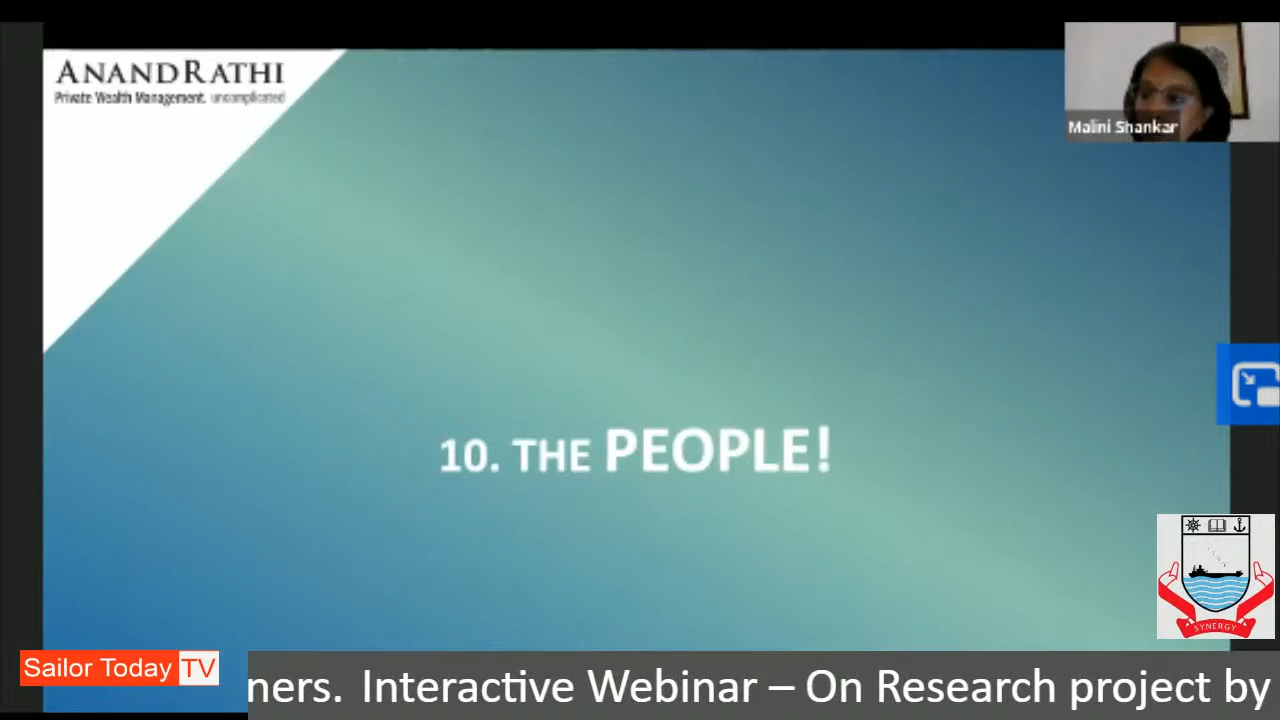 ANANDRATHI
Private Wealth Management. uncomplicated
Malini Shankar
10. THE PEOPLE!
SYNERGY
Sailor Today TV
ners. Interactive Webinar – On Research project by